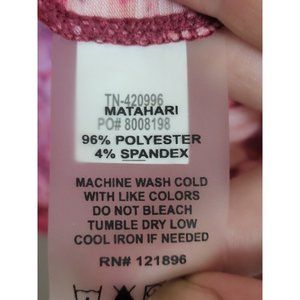 TN-420996
MATAHARI
PO# 8008198
96% POLYESTER
4% SPANDEX
MACHINE WASH COLD
WITH LIKE COLORS
DO NOT BLEACH
TUMBLE DRY LOW
COOL IRON IF NEEDED
RN# 121896